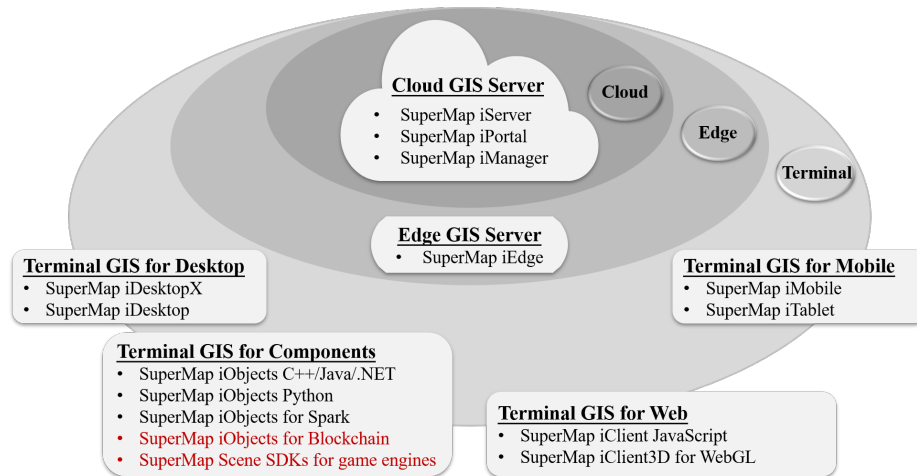 Cloud GIS Server
• SuperMap iServer
• SuperMap iPortal
• SuperMap iManager
Cloud
Edge
Terminal
Edge GIS Server
• SuperMap iEdge
Terminal GIS for Desktop
• SuperMap iDesktopX
• SuperMap iDesktop
Terminal GIS for Mobile
• SuperMap iMobile
• SuperMap iTablet
Terminal GIS for Components
• SuperMap iObjects C++/Java/.NET
• SuperMap iObjects Python
• SuperMap iObjects for Spark
• SuperMap iObjects for Blockchain
• SuperMap Scene SDKs for game engines
Terminal GIS for Web
• SuperMap iClient JavaScript
• SuperMap iClient3D for WebGL